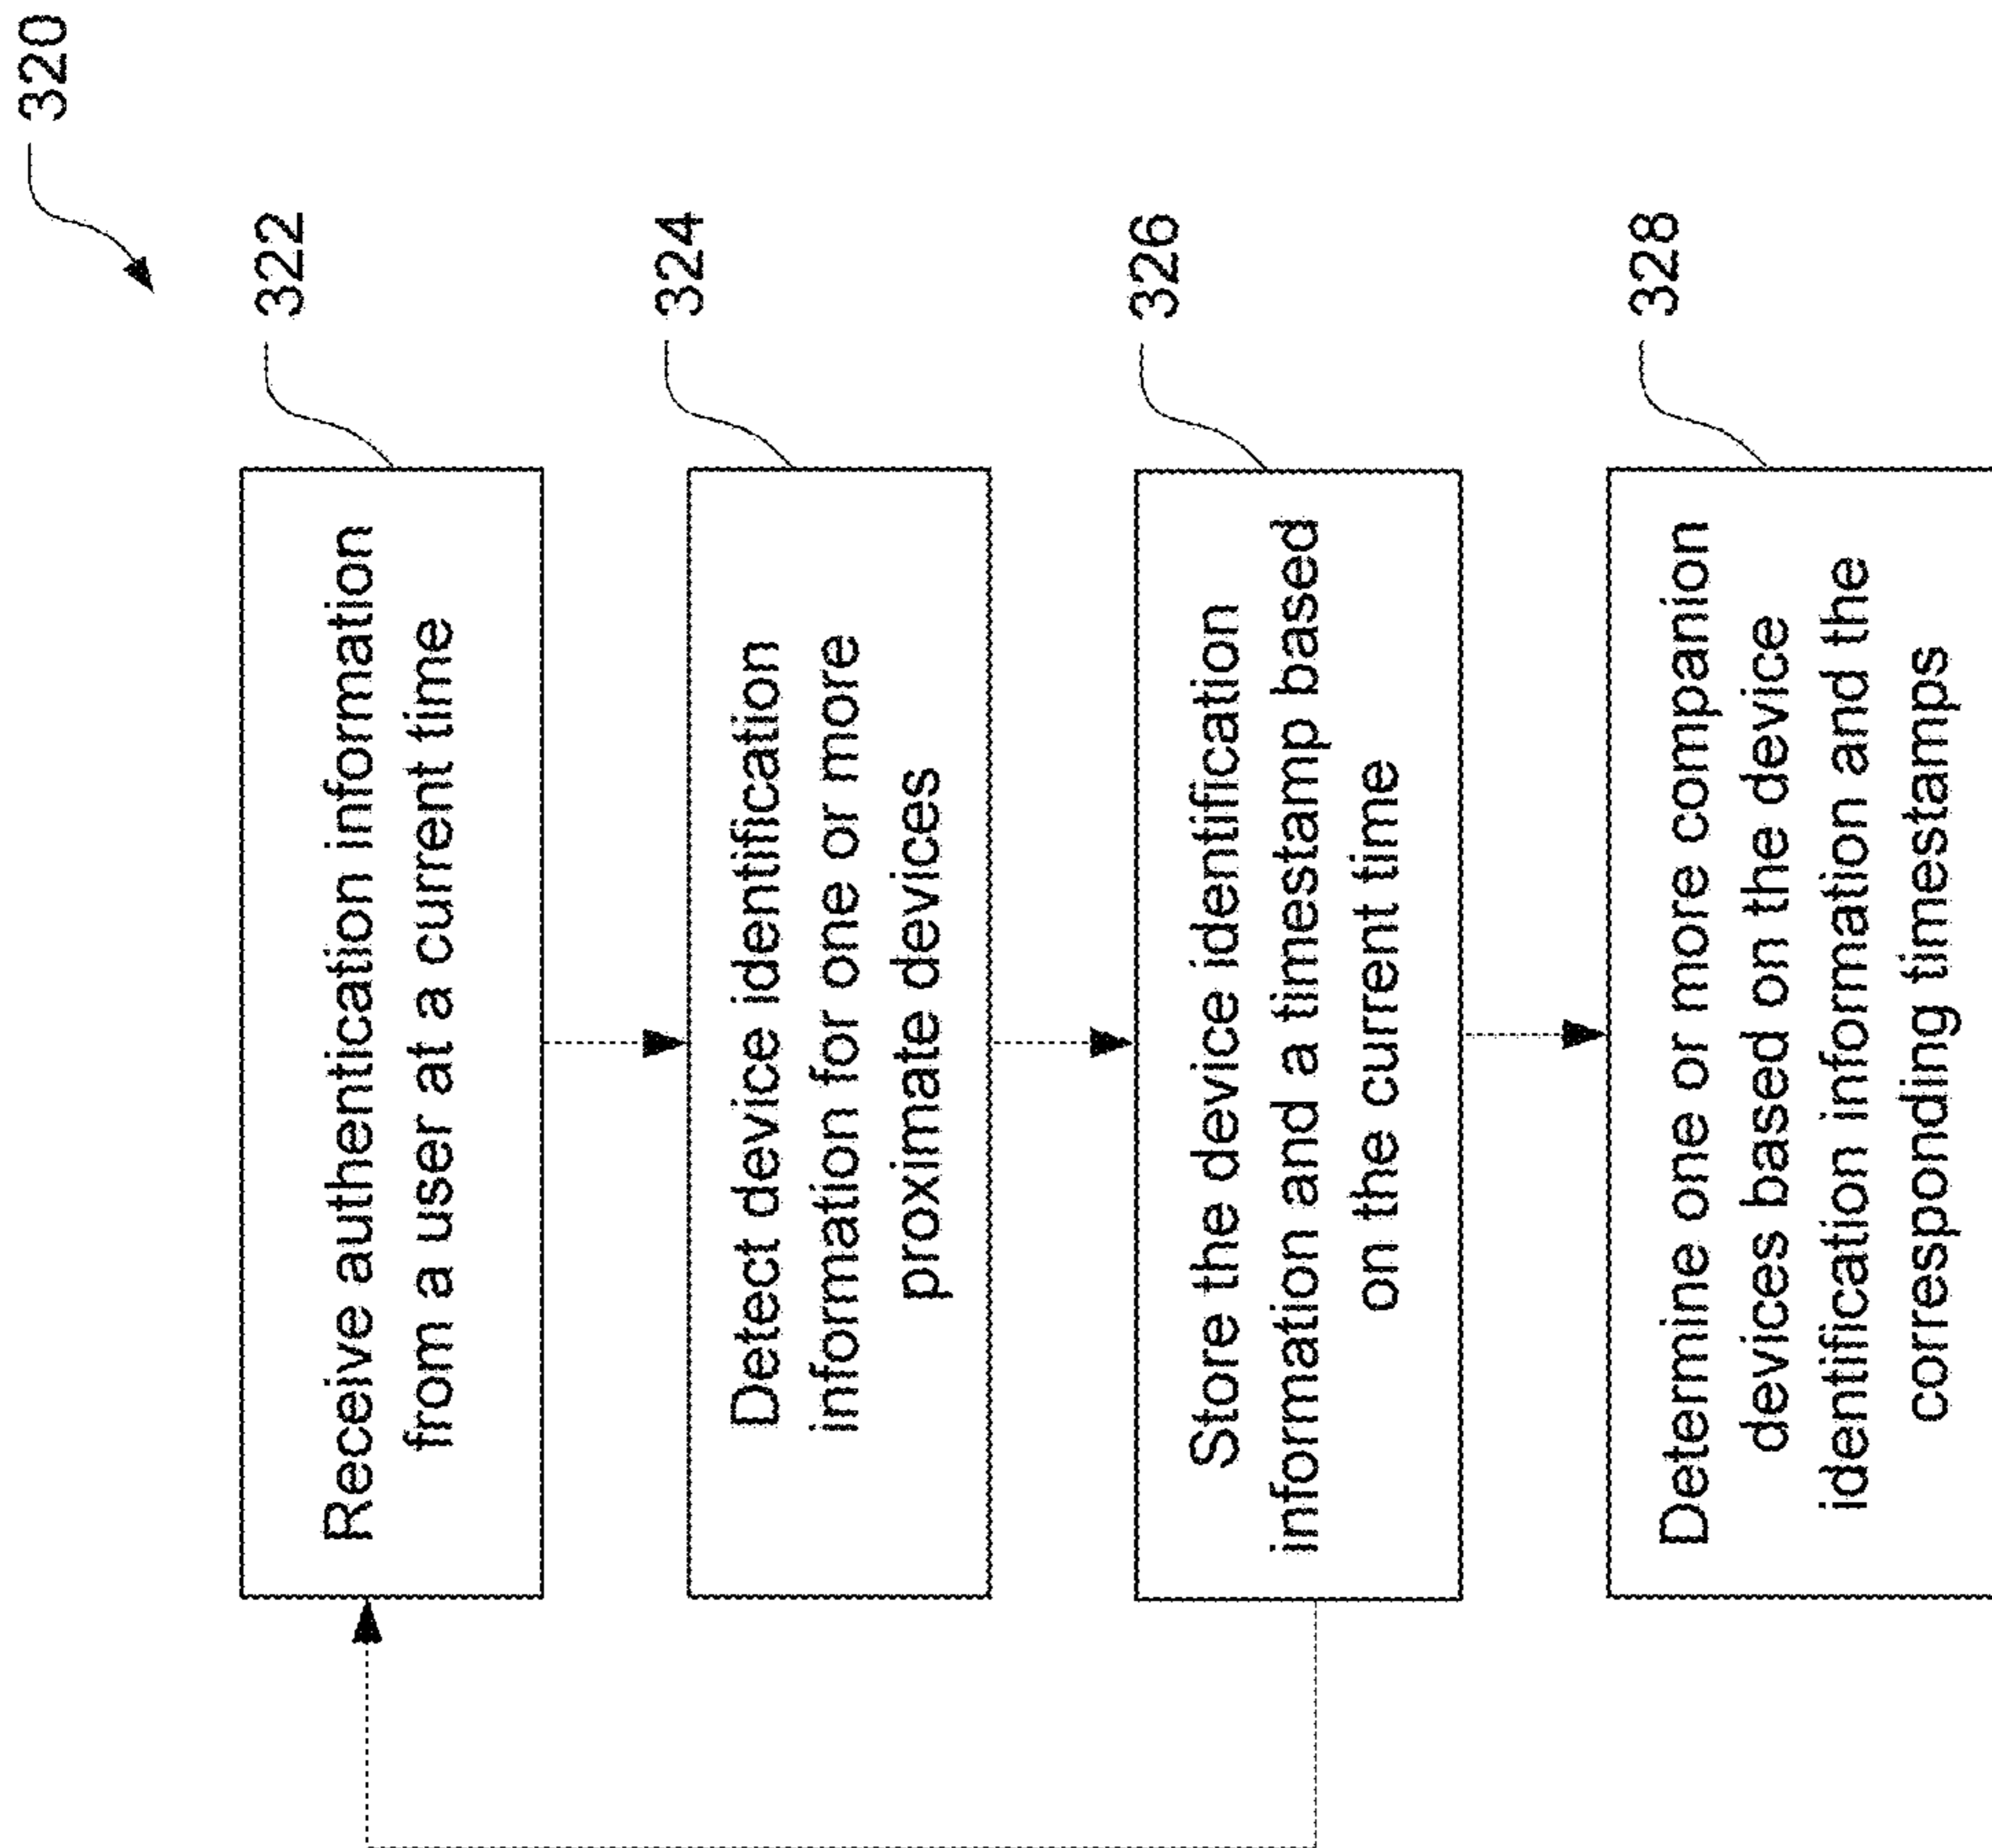 320
322
Receive authentication information
from a user at a current time
324
Detect device identification
information for one or more
proximate devices
326
Store the device identification
information and a timestamp based
on the current time
328
Determine one or more companion
devices based on the device
identification information and the
corresponding timestamps